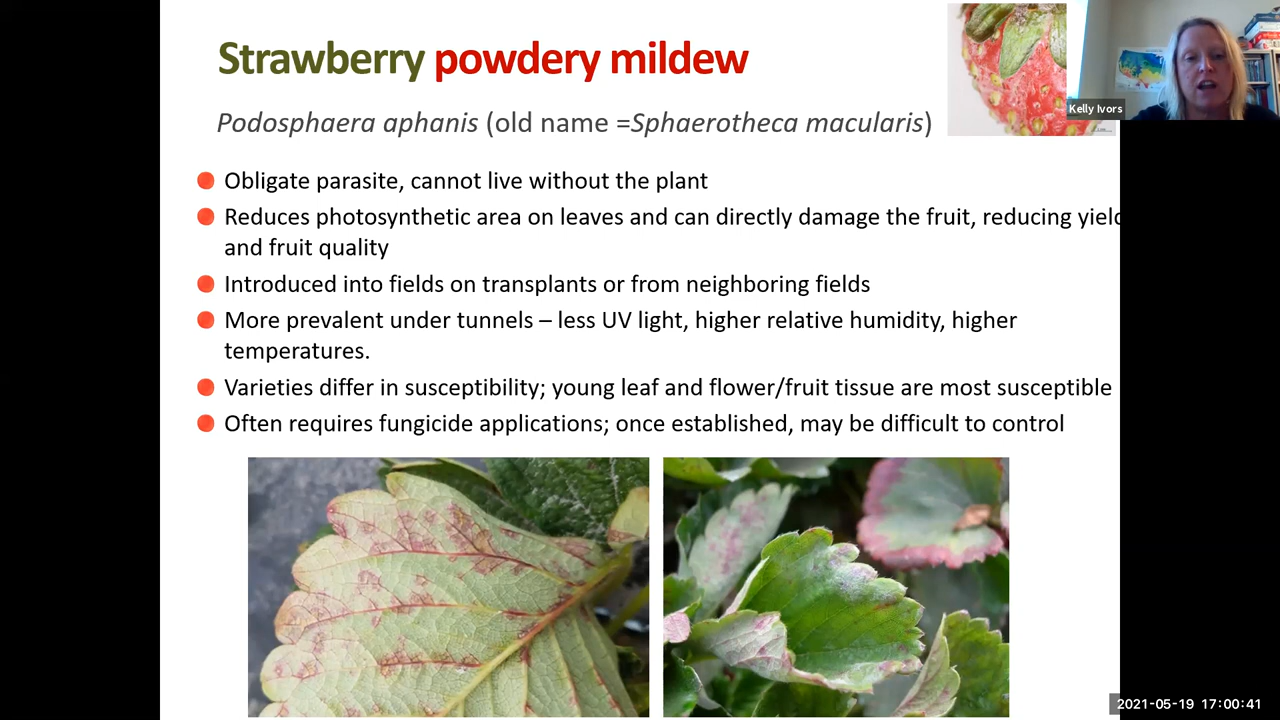 Strawberry powdery mildew
Kelly Ivors
Podosphaera aphanis (old name =Sphaerotheca macularis)
Obligate parasite, cannot live without the plant
Reduces photosynthetic area on leaves and can directly damage the fruit, reducing yield
and fruit quality
Introduced into fields on transplants or from neighboring fields
More prevalent under tunnels – less UV light, higher relative humidity, higher
temperatures.
Varieties differ in susceptibility; young leaf and flower/fruit tissue are most susceptible
Often requires fungicide applications; once established, may be difficult to control
2021-05-19 17:00:41